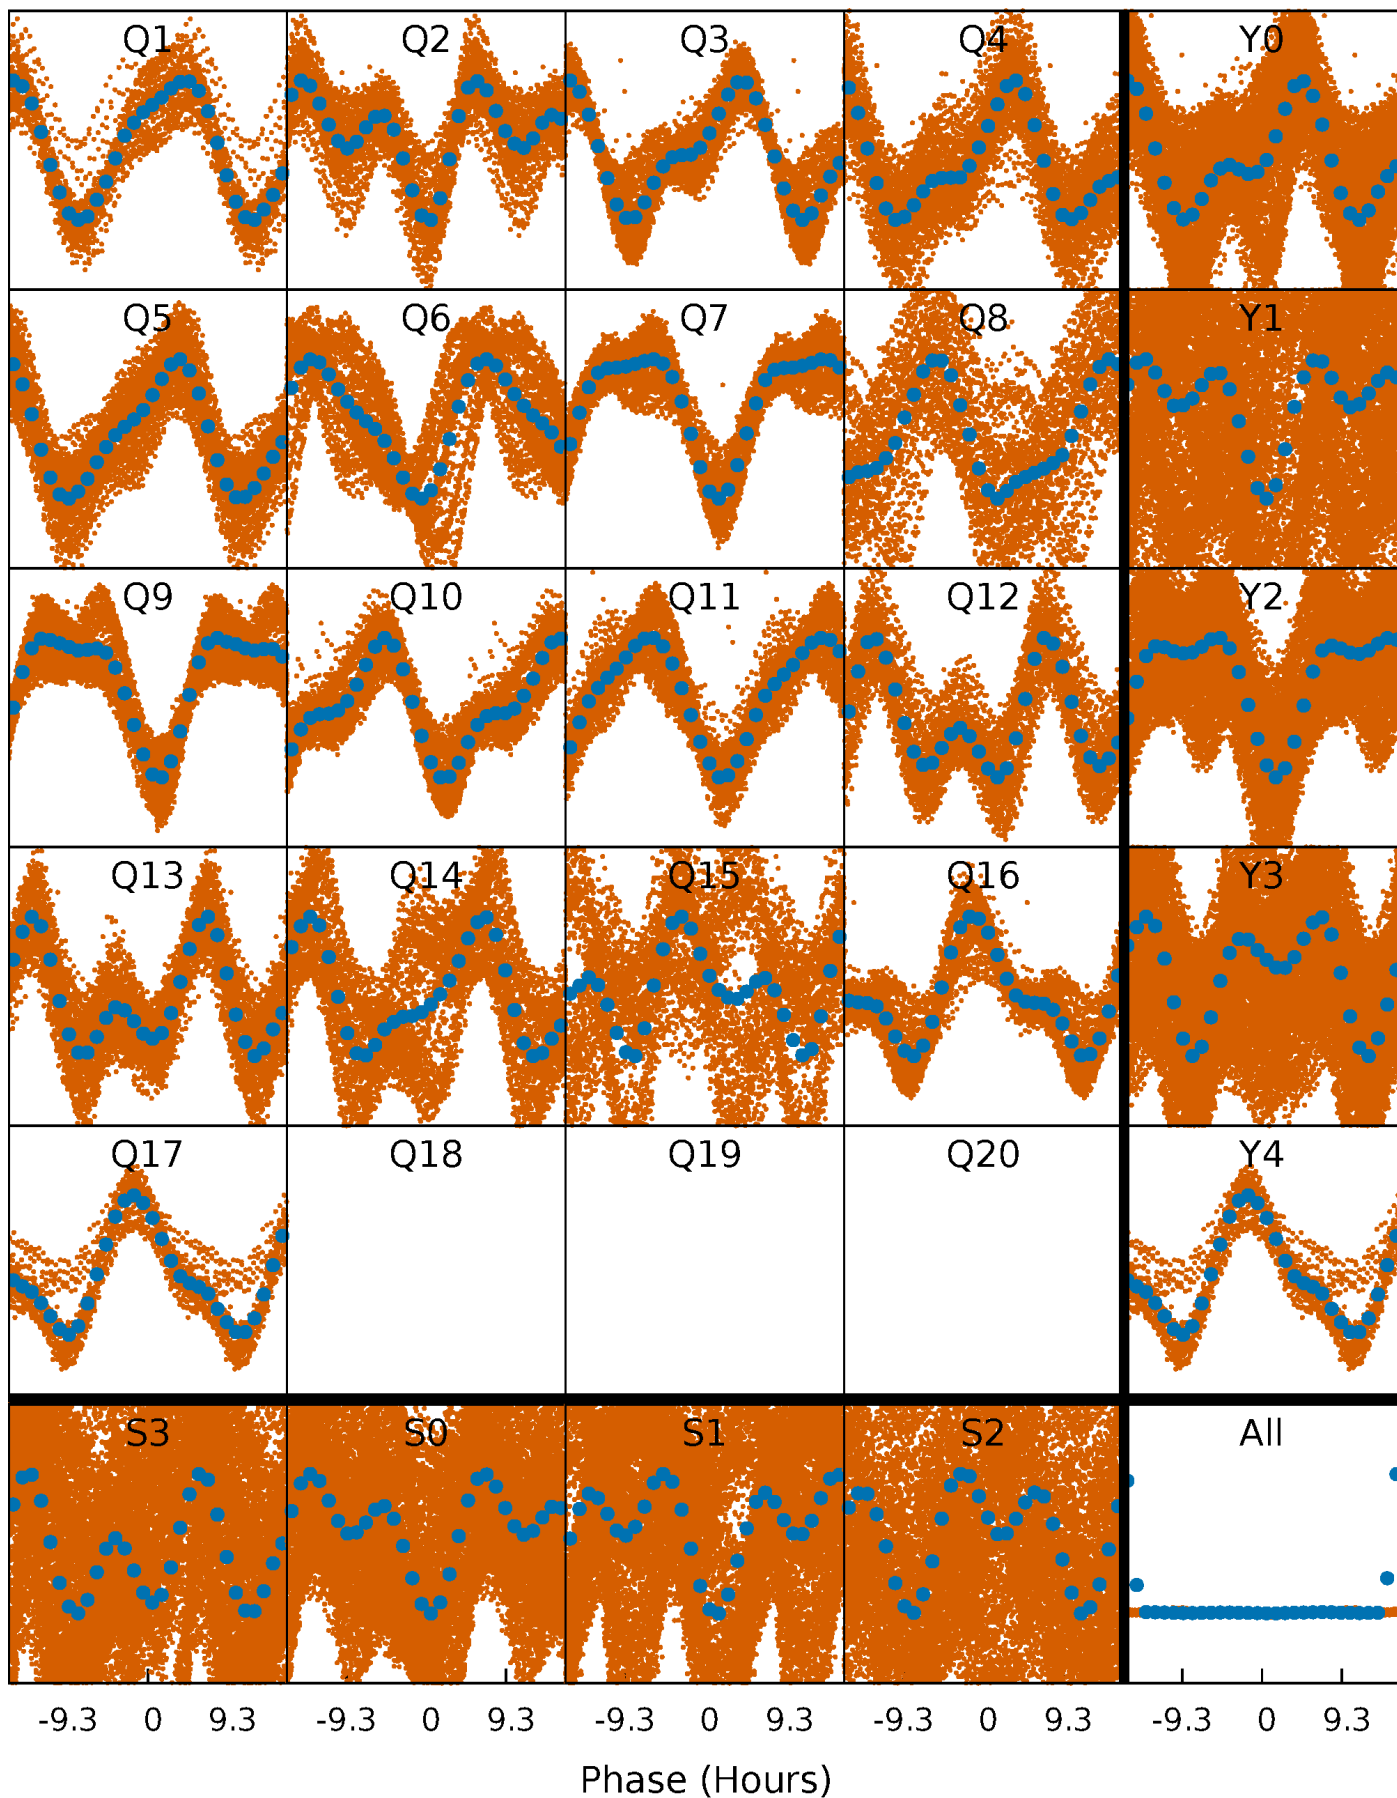 Q1 Q2 Q3 Q4 Y0
Q5 Q6 Q7 Q8 Y1
Q9 Q10 Q11 Q12 Y2
Q13 Q14 Q15 Q16 Y3
Q17 Q18 Q19 Q20 Y4
S3 S0 S1 S2 All
-9.3 0 9.3 -9.3 0 9.3 -9.3 0 9.3 -9.3 0 9.3 -9.3 0 9.3
Phase (Hours)